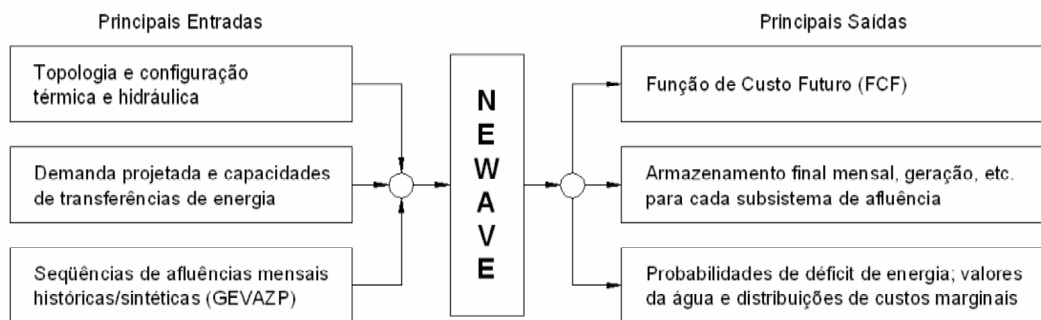 Principais Entradas
Topologia e configuração
térmica e hidráulica
Demanda projetada e capacidades
de transferências de energia
Seqüências de afluências mensais
históricas/sintéticas (GEVAZP)
NEWAVE
Principais Saídas
Função de Custo Futuro (FCF)
Armazenamento final mensal, geração, etc.
para cada subsistema de afluência
Probabilidades de déficit de energia; valores
da água e distribuições de custos marginais